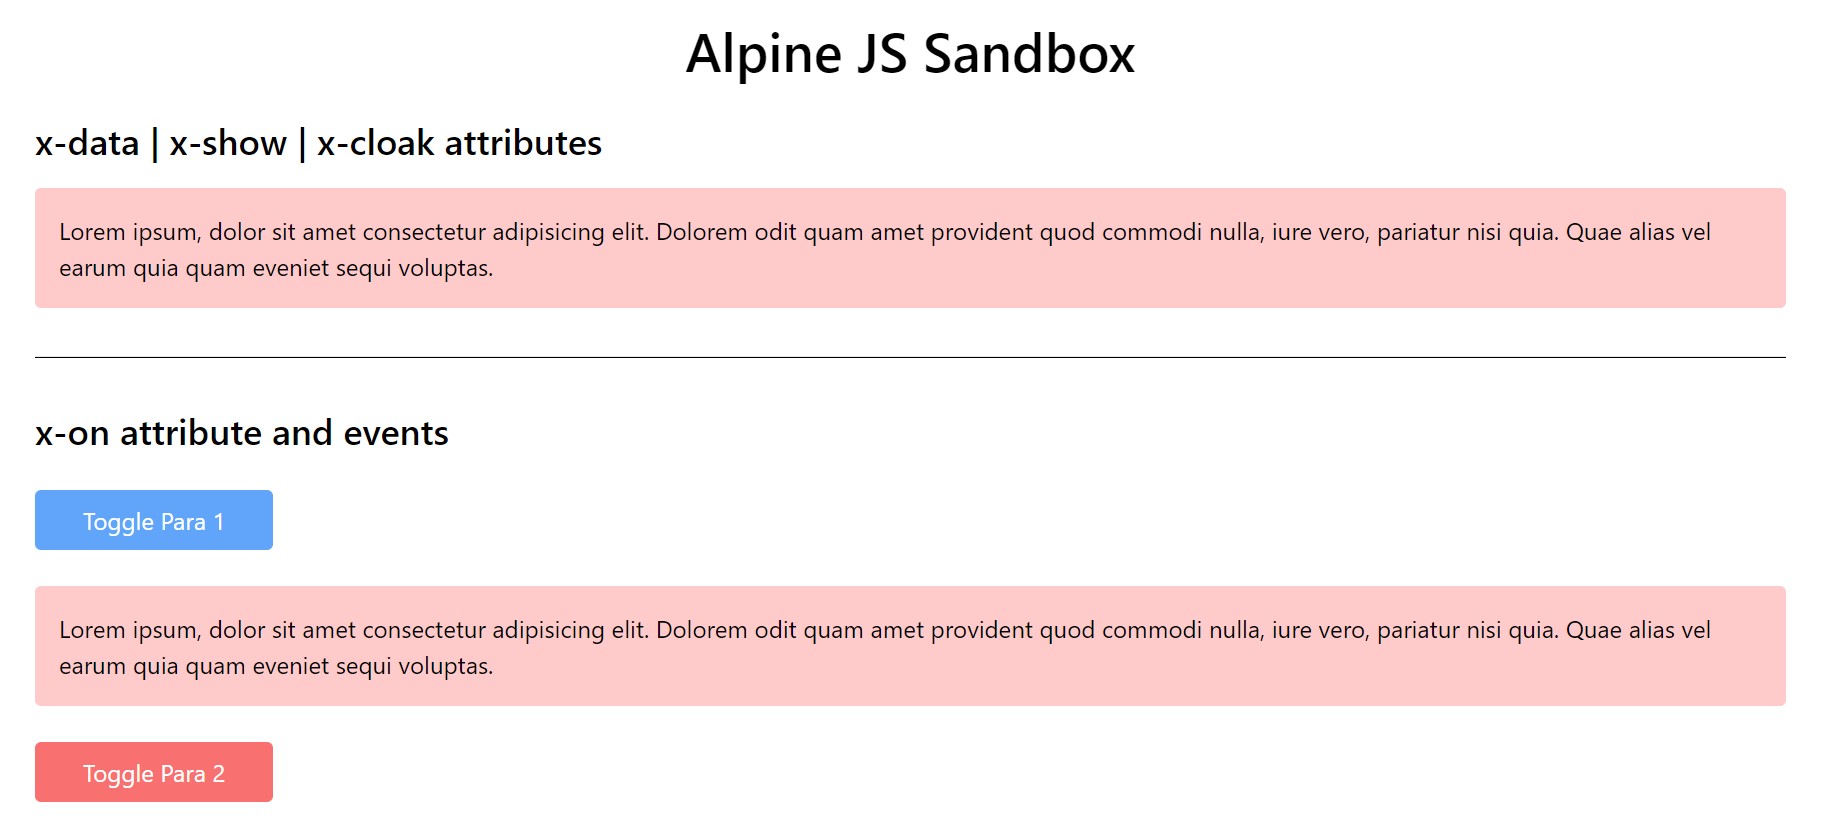 Alpine JS Sandbox
x-data | x-show | x-cloak attributes
Lorem ipsum, dolor sit amet consectetur adipisicing elit. Dolorem odit quam amet provident quod commodi nulla, iure vero, pariatur nisi quia. Quae alias vel
earum quia quam eveniet sequi voluptas.
x-on attribute and events
Toggle Para 1
Lorem ipsum, dolor sit amet consectetur adipisicing elit. Dolorem odit quam amet provident quod commodi nulla, iure vero, pariatur nisi quia. Quae alias vel
earum quia quam eveniet sequi voluptas.
Toggle Para 2